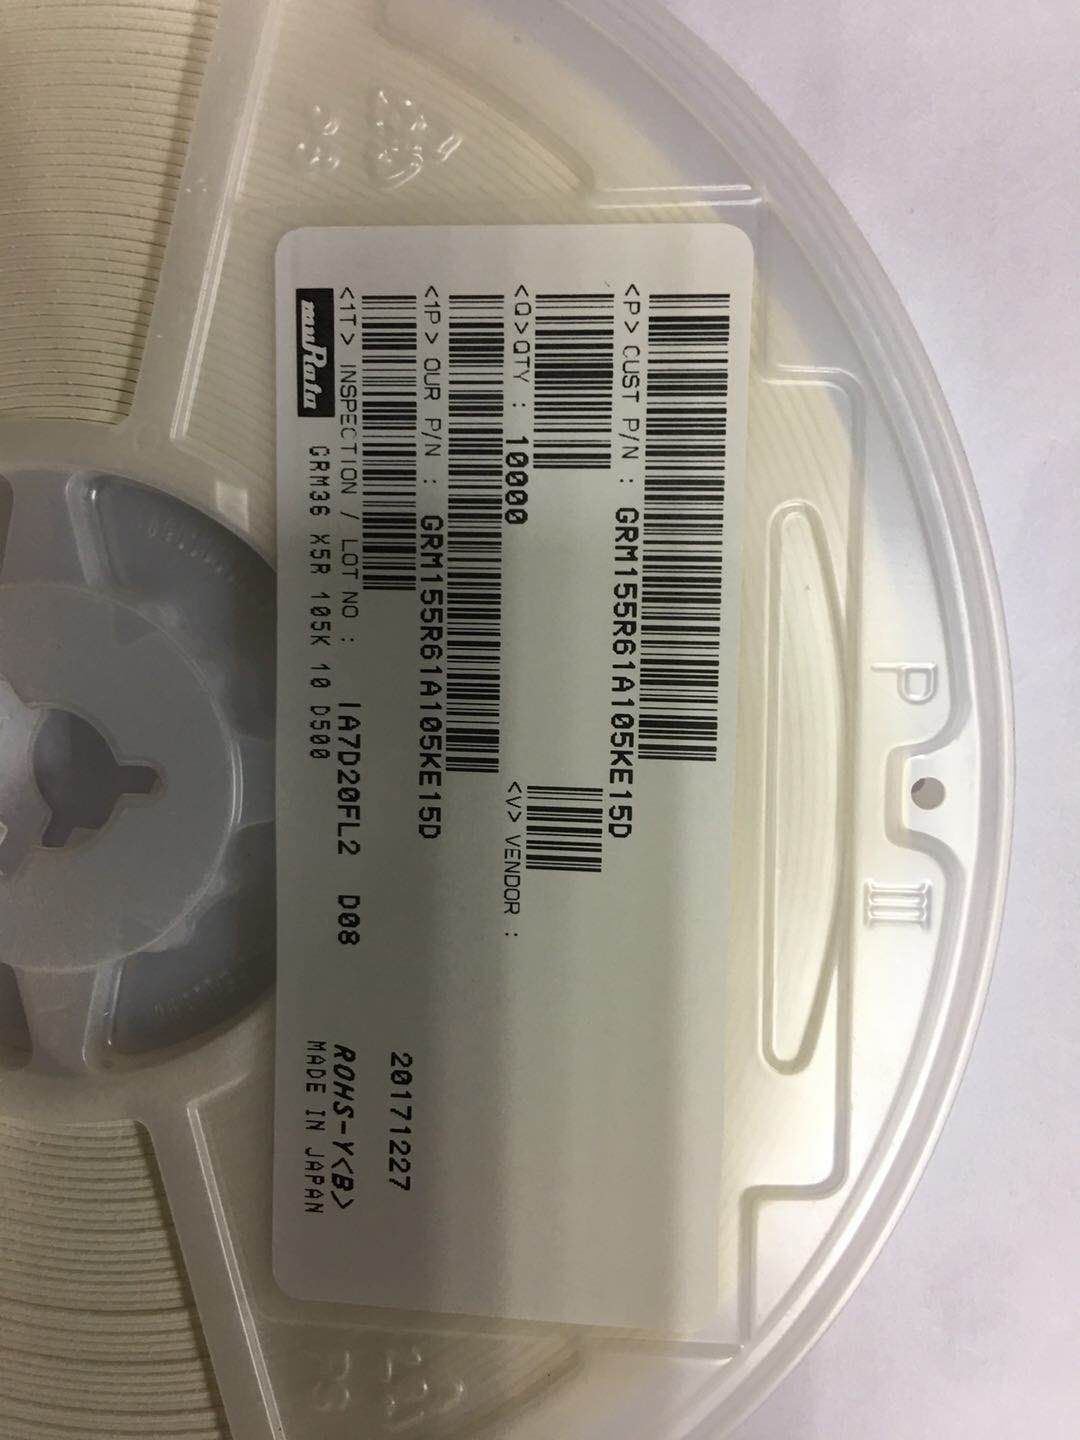 <P> CUST P/N : GRM155R61A105KE15D
<Q>QTY : 10000
<V> VENDOR :
<1P> OUR P/N : GRM155R61A105KE15D
20171227
<1T> INSPECTION / LOT NO : IA7D20FL2 D08
ROHS-Y<B>
muRata
GRM36 X5R 105K 10 D500
MADE IN JAPAN
P